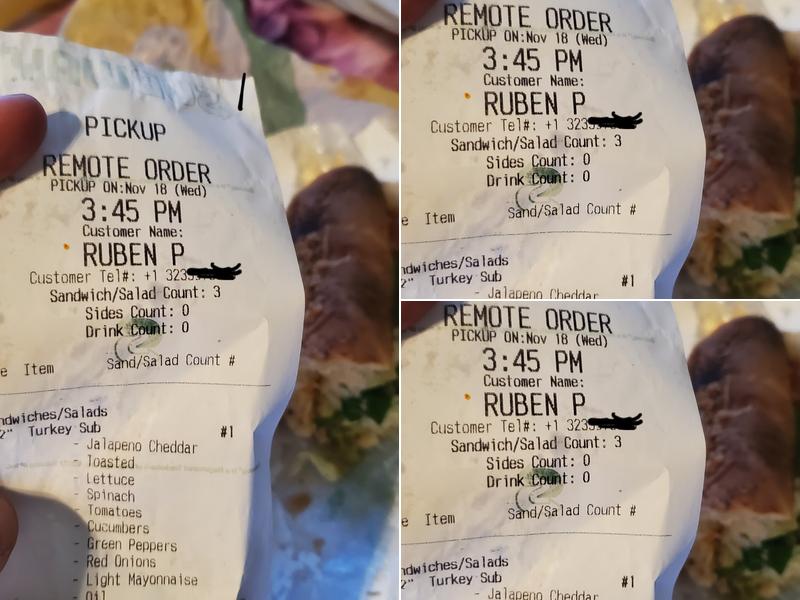 PICKUP
REMOTE ORDER
PICKUP ON:Nov 18 (Wed)
3:45 PM
Customer Name:
RUBEN P
Customer Tel#: +1 323
Sandwich/Salad Count: 3
Sides Count: 0
Drink Count: 0
e Item Sand/Salad Count #
ndwiches/Salads
2" Turkey Sub #1
- Jalapeno Cheddar
- Toasted
- Lettuce
- Spinach
- Tomatoes
- Cucumbers
- Green Peppers
- Red Onions
- Light Mayonnaise
- Oil
REMOTE ORDER
PICKUP ON:Nov 18 (Wed)
3:45 PM
Customer Name:
RUBEN P
Customer Tel#: +1 323
Sandwich/Salad Count: 3
Sides Count: 0
Drink Count: 0
e Item Sand/Salad Count #
ndwiches/Salads
2" Turkey Sub #1
- Jalapeno Cheddar
REMOTE ORDER
PICKUP ON:Nov 18 (Wed)
3:45 PM
Customer Name:
RUBEN P
Customer Tel#: +1 323
Sandwich/Salad Count: 3
Sides Count: 0
Drink Count: 0
e Item Sand/Salad Count #
ndwiches/Salads
2" Turkey Sub #1
- Jalapeno Cheddar